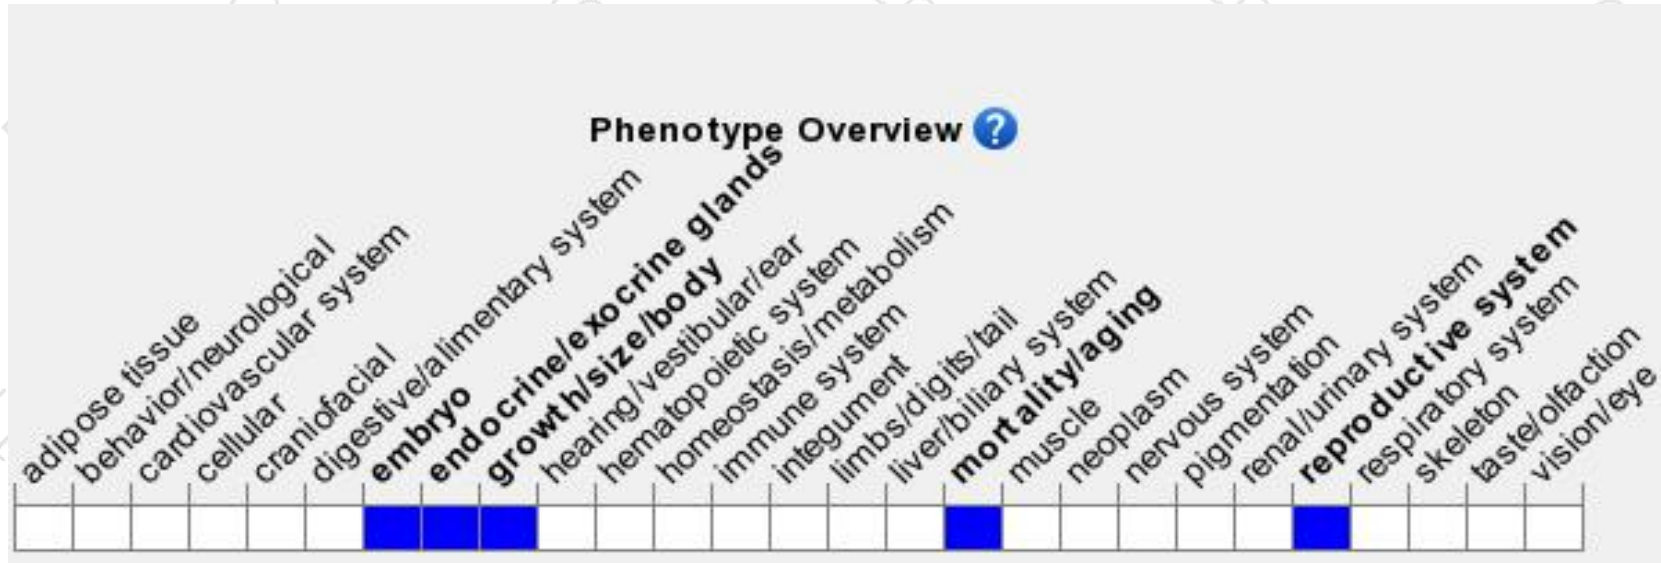 Phenotype Overview ?
adipose tissue
behavior/neurological
cardiovascular system
cellular
craniofacial
digestive/alimentary system
embryo
endocrine/exocrine glands
growth/size/body
hearing/vestibular/ear
hematopoietic system
homeostasis/metabolism
immune system
integument
limbs/digits/tail
liver/biliary system
mortality/aging
muscle
neoplasm
nervous system
pigmentation
renal/urinary system
reproductive system
respiratory system
skeleton
taste/olfaction
vision/eye